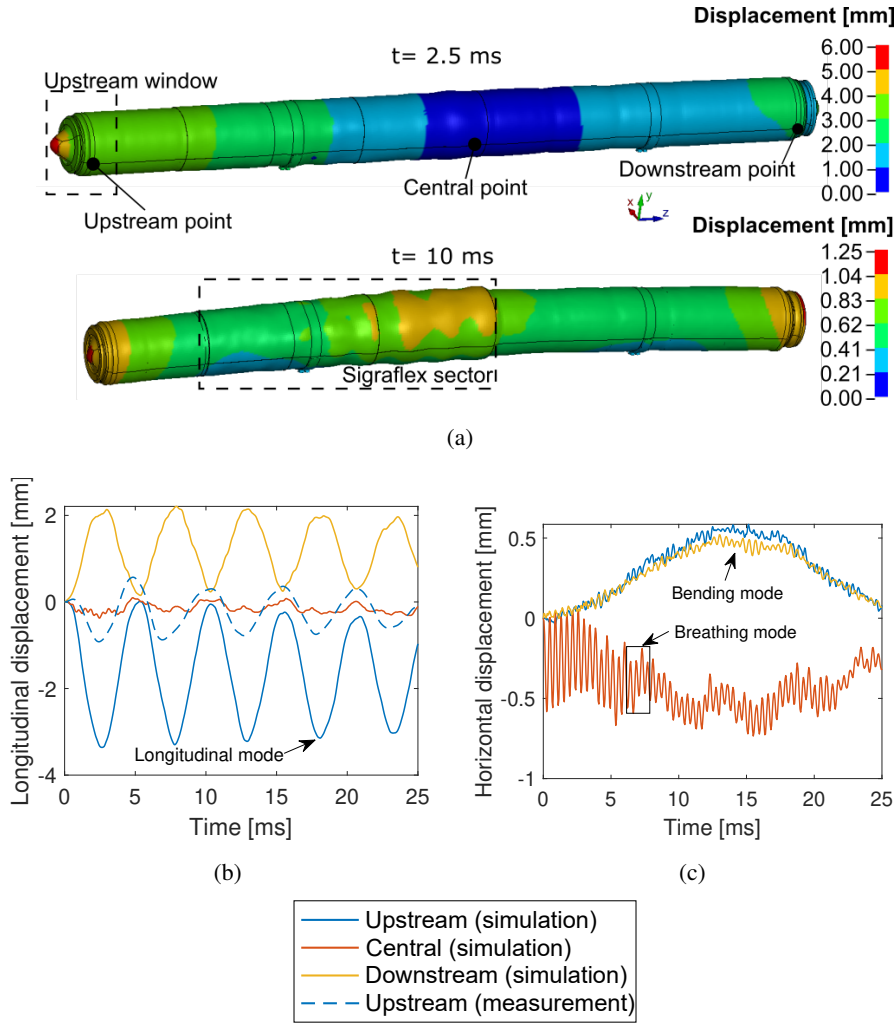 Displacement [mm]
t= 2.5 ms
Upstream window
6.00
5.00
4.00
3.00
2.00
1.00
0.00
Upstream point
Central point
Downstream point
x
y
z
Displacement [mm]
t= 10 ms
1.25
1.04
0.83
0.62
0.41
0.21
0.00
Sigraflex sector
(a)
Longitudinal displacement [mm]
2
0
-2
-4
Longitudinal mode
0
5
10
15
20
25
Time [ms]
(b)
Horizontal displacement [mm]
0.5
0
-0.5
-1
Bending mode
Breathing mode
0
5
10
15
20
25
Time [ms]
(c)
Upstream (simulation)
Central (simulation)
Downstream (simulation)
Upstream (measurement)